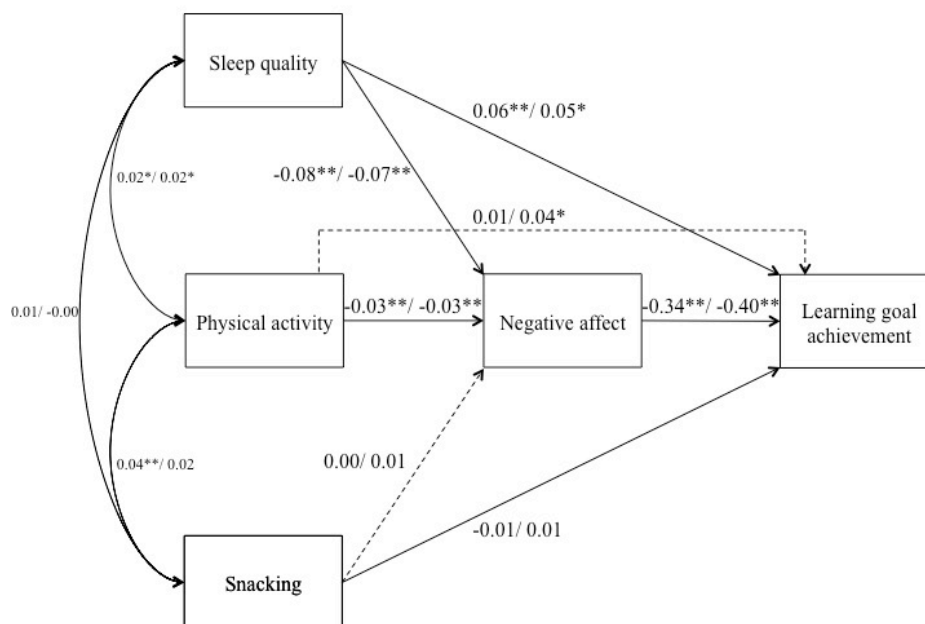 Sleep quality
0.06**/ 0.05*
-0.08**/ -0.07**
0.02*/ 0.02*
0.01/ 0.04*
0.01/ -0.00
Physical activity
-0.03**/ -0.03**
Negative affect
-0.34**/ -0.40**
Learning goal
achievement
0.04**/ 0.02
0.00/ 0.01
-0.01/ 0.01
Snacking